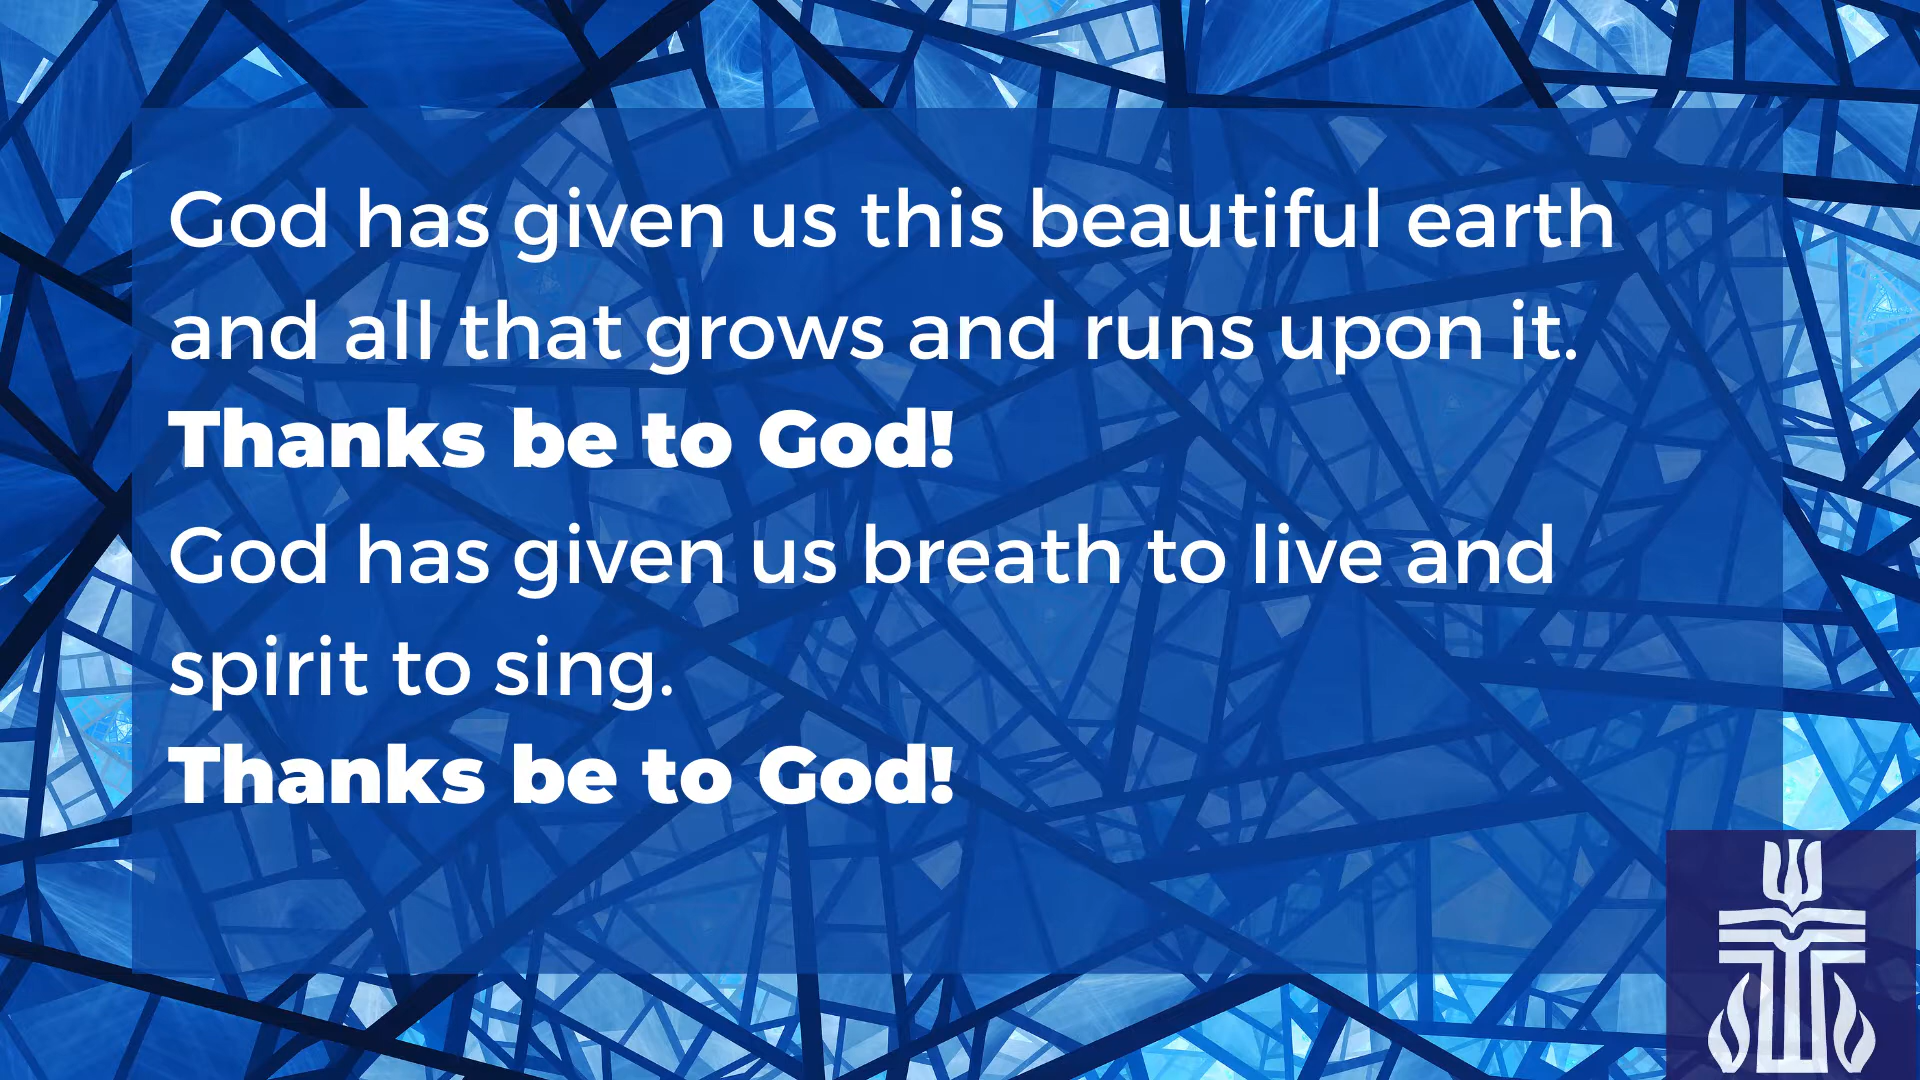 God has given us this beautiful earth
and all that grows and runs upon it.
Thanks be to God!
God has given us breath to live and
spirit to sing.
Thanks be to God!